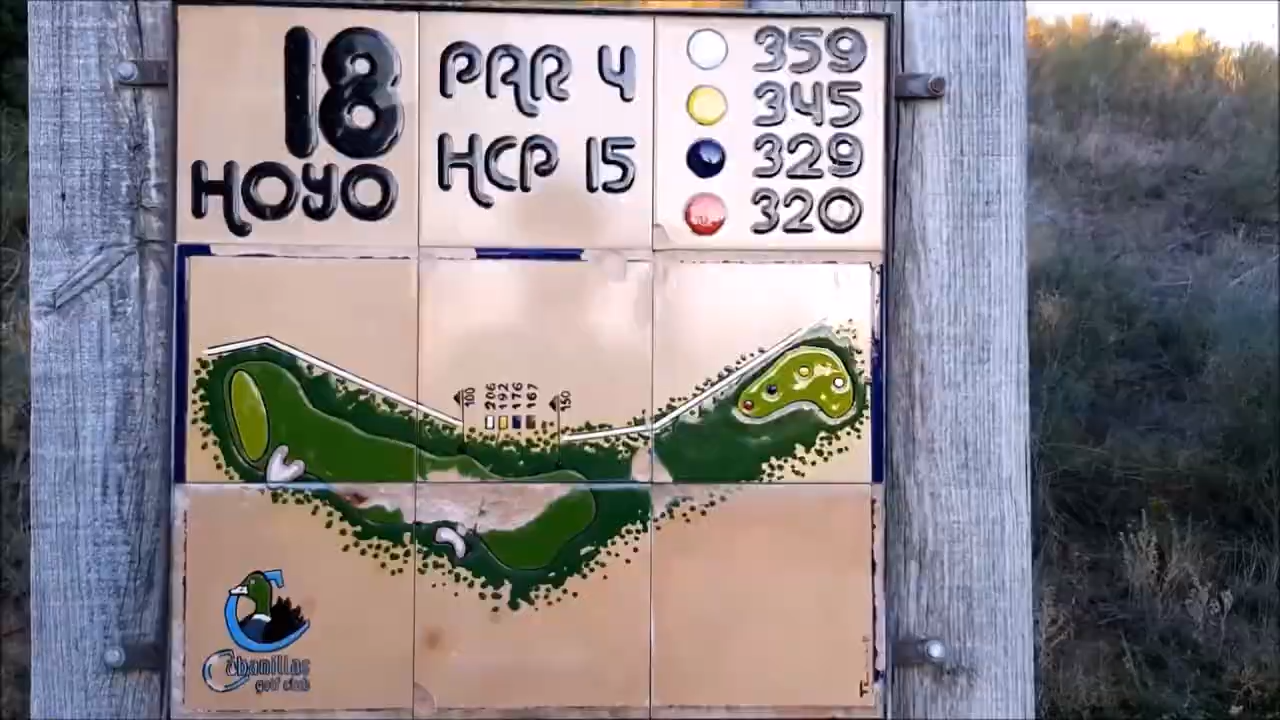 18
HOYO
PAR 4
HCP 15
359
345
329
320
100
206
192
176
167
150
Cabanillas
golf club